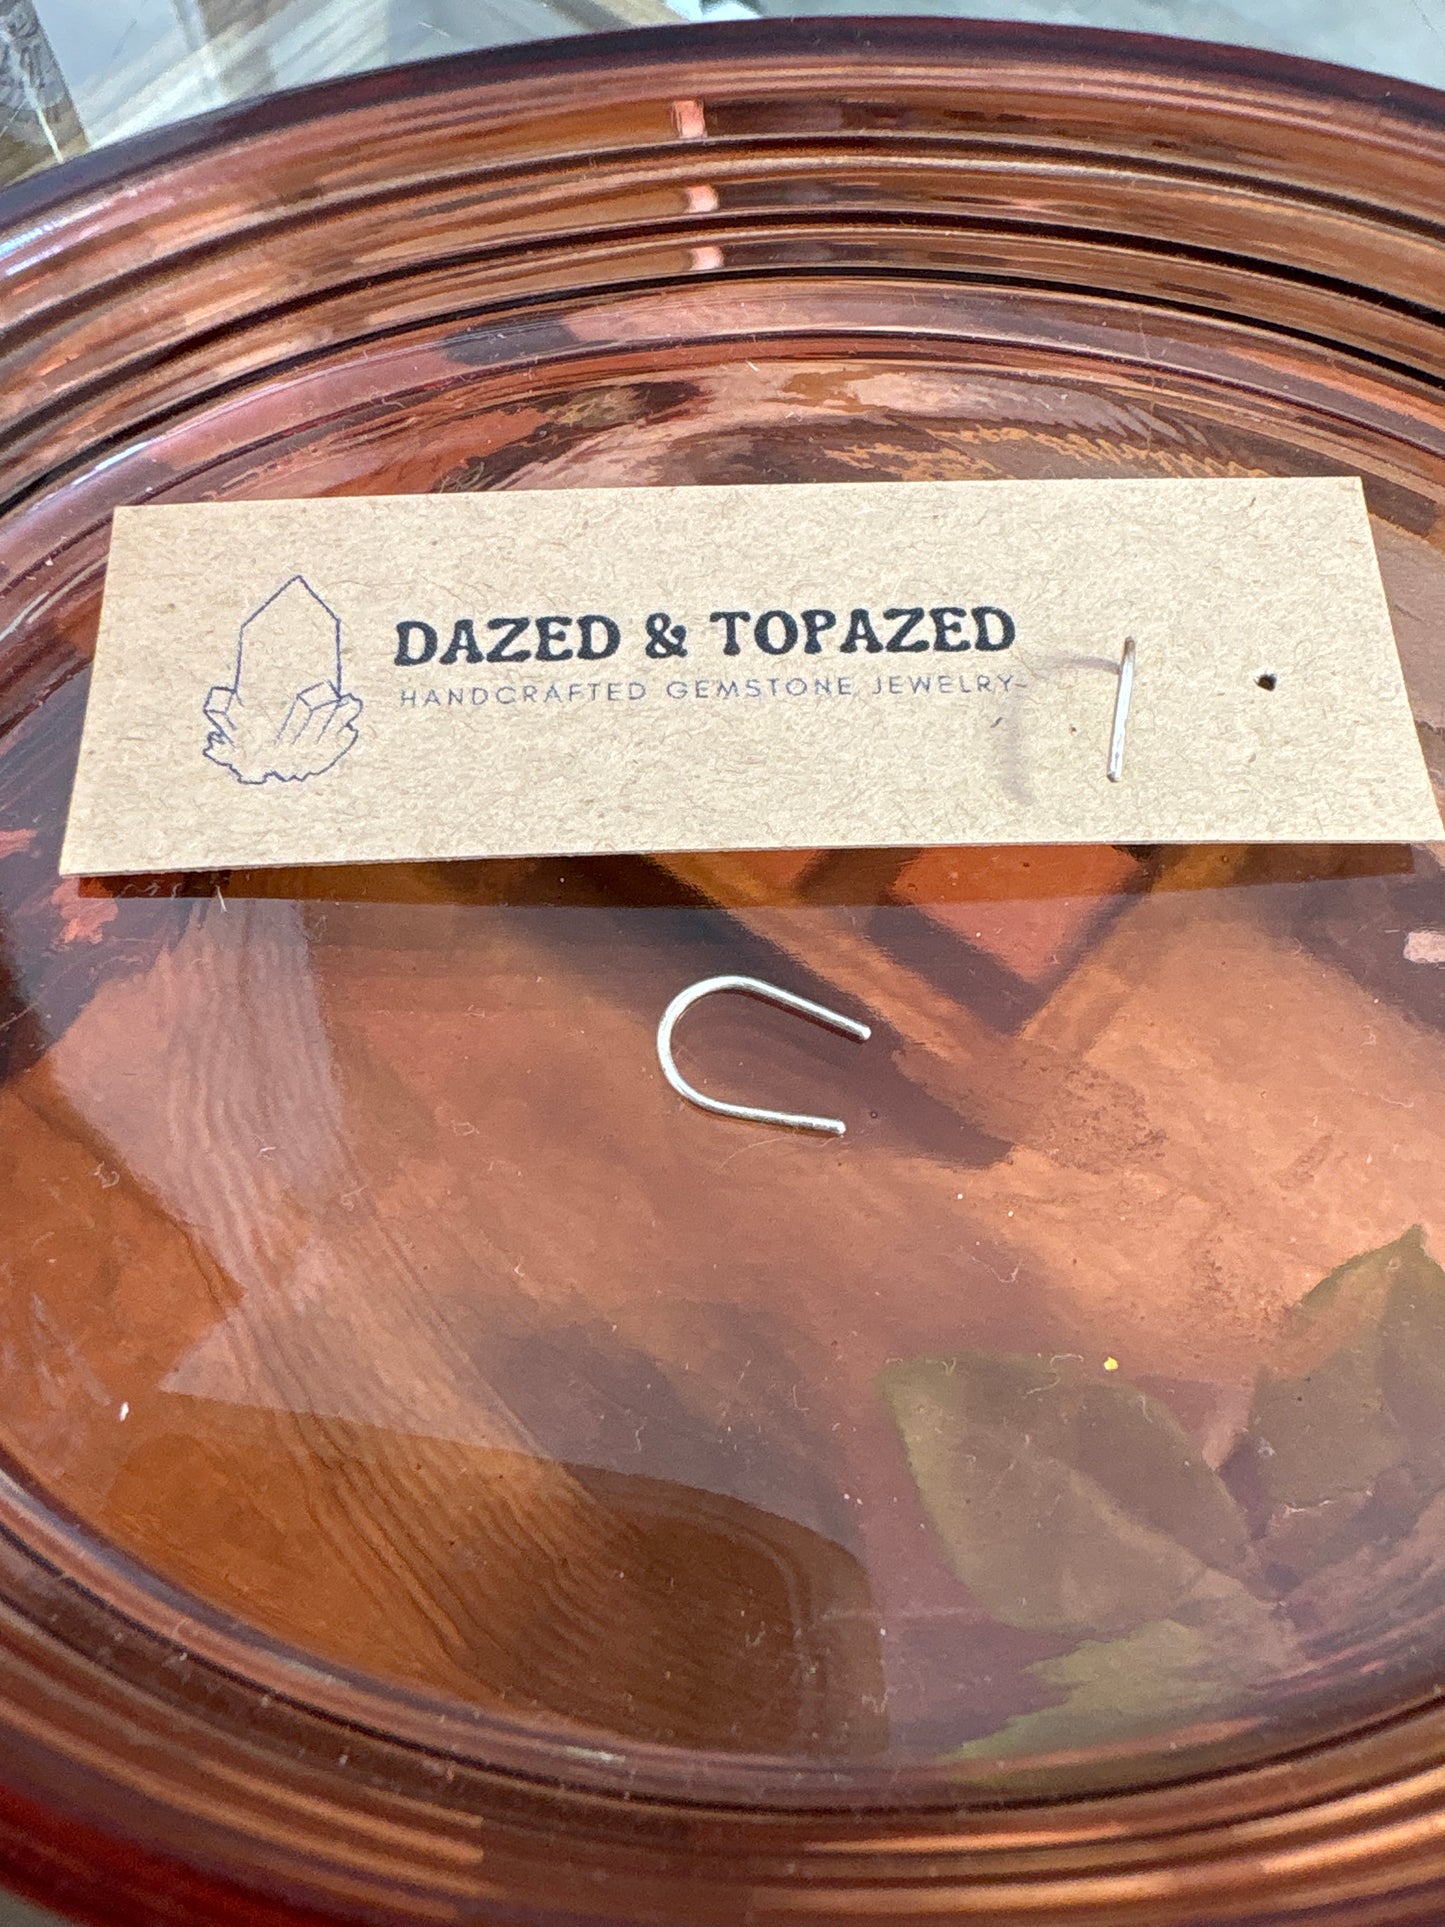 DAZED & TOPAZED
HANDCRAFTED GEMSTONE JEWELRY